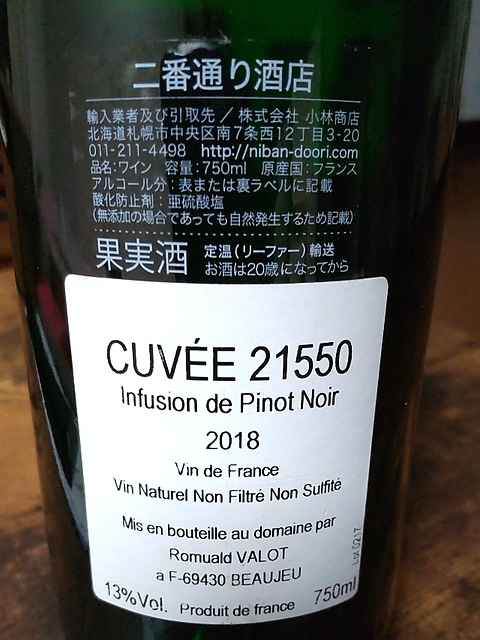 二番通り酒店
輸入業者及び引取先／株式会社 小林商店
北海道札幌市中央区南7条西12丁目3-20
011-211-4498 http://niban-doori.com
品名:ワイン 容量:750ml 原産国:フランス
アルコール分:表または裏ラベルに記載
酸化防止剤:亜硫酸塩
(無添加の場合であっても自然発生するため記載)
果実酒 定温(リーファー)輸送
お酒は20歳になってから
CUVÉE 21550
Infusion de Pinot Noir
2018
Vin de France
Vin Naturel Non Filtré Non Sulfité
Mis en bouteille au domaine par
Romuald VALOT
à F-69430 BEAUJEU
13%Vol. Produit de france 750ml
Lot 0217